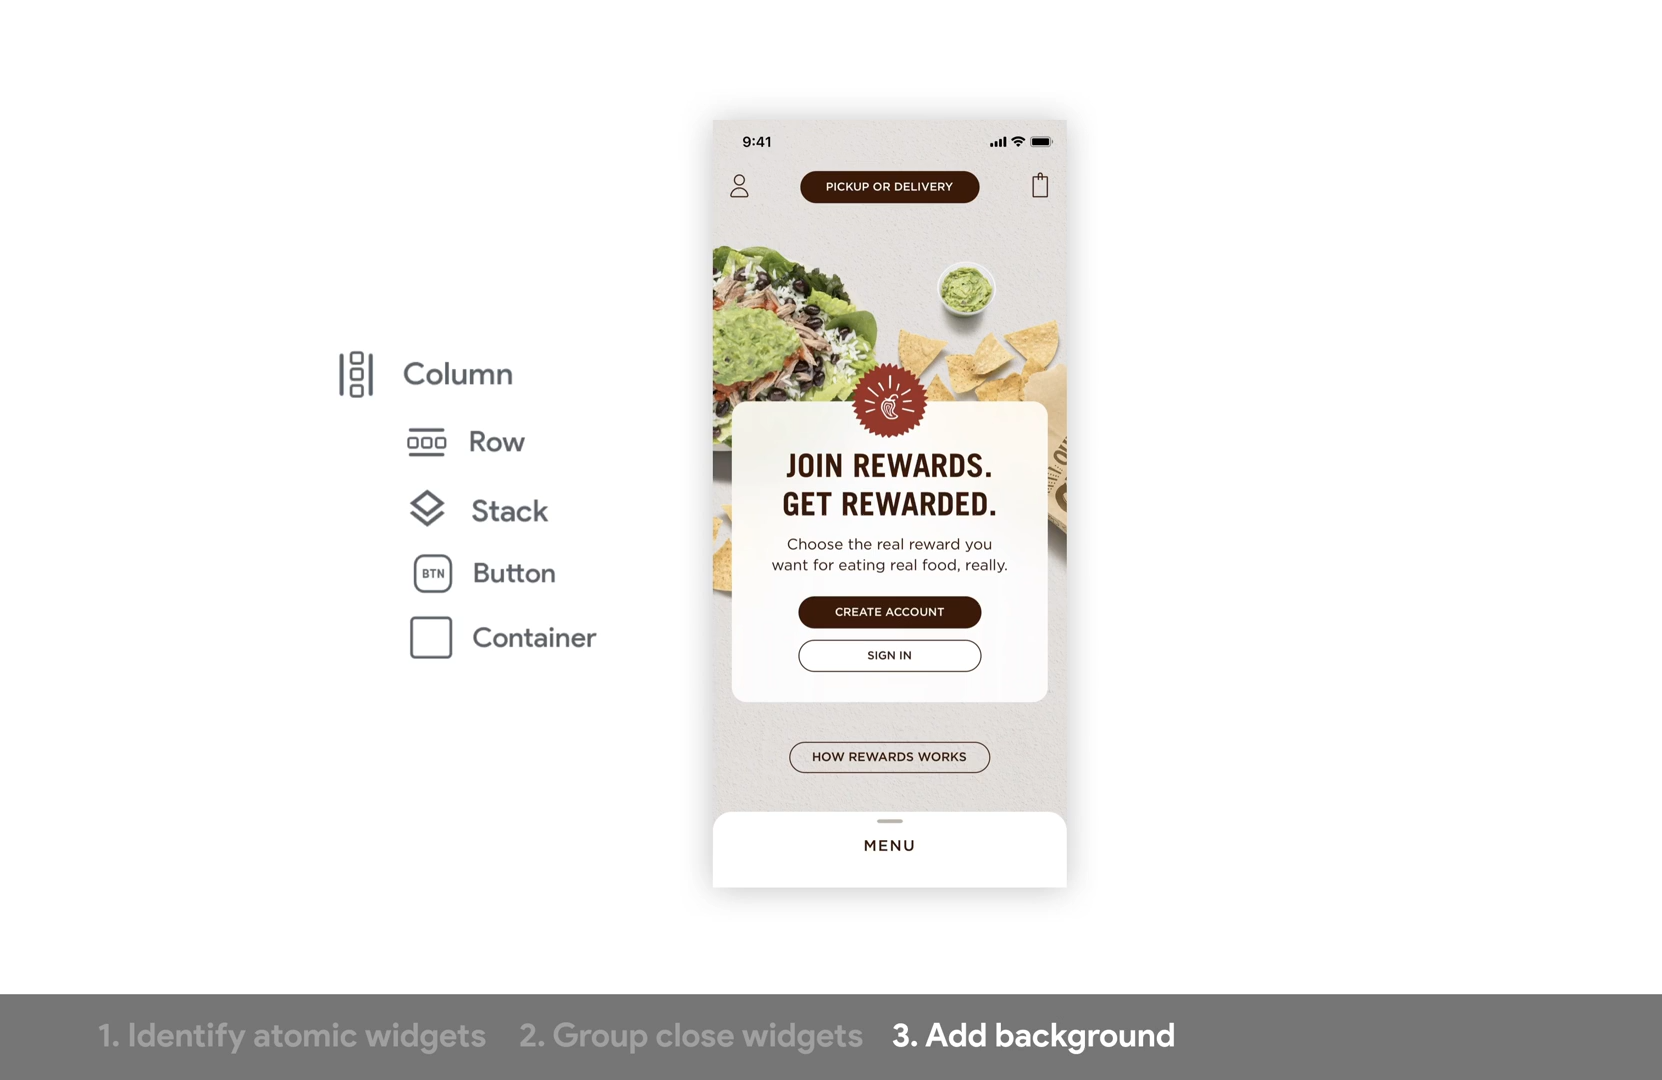 Column
Row
Stack
BTN Button
Container
9:41
PICKUP OR DELIVERY
JOIN REWARDS.
GET REWARDED.
Choose the real reward you
want for eating real food, really.
CREATE ACCOUNT
SIGN IN
HOW REWARDS WORKS
MENU
1. Identify atomic widgets 2. Group close widgets 3. Add background